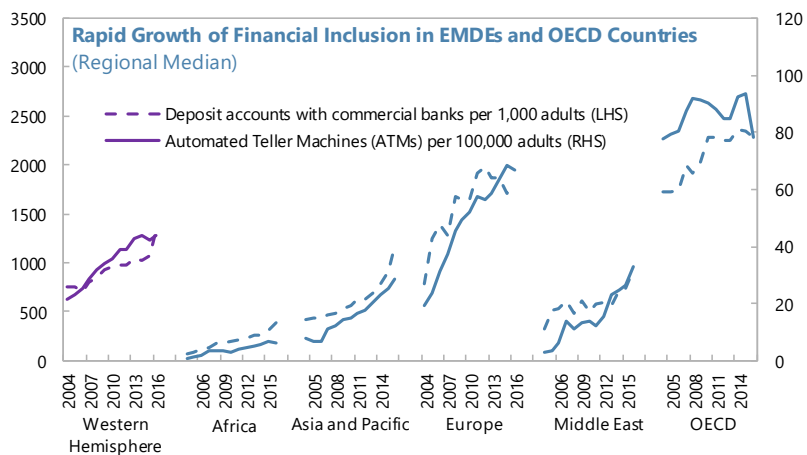 Rapid Growth of Financial Inclusion in EMDEs and OECD Countries
(Regional Median)
Deposit accounts with commercial banks per 1,000 adults (LHS)
Automated Teller Machines (ATMs) per 100,000 adults (RHS)
3500
3000
2500
2000
1500
1000
500
0
120
100
80
60
40
20
0
2004 2007 2010 2013 2016 2006 2009 2012 2015 2005 2008 2011 2014 2004 2007 2010 2013 2016 2006 2009 2012 2015 2005 2008 2011 2014
Western Africa Asia and Pacific Europe Middle East OECD
Hemisphere